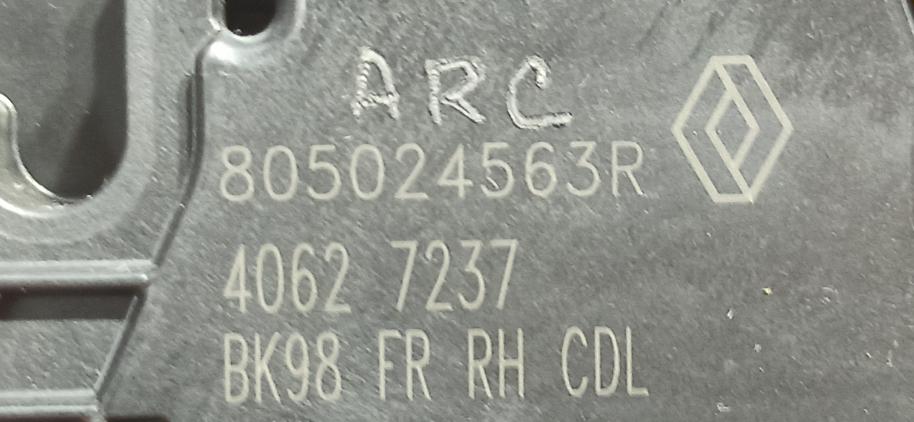 ARC
805024563R
4062 7237
BK98 FR RH CDL